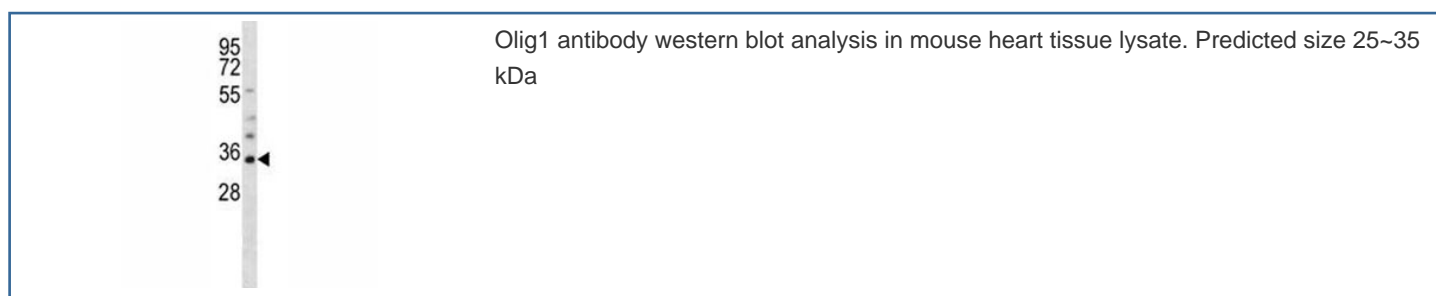 95
72
55
36
28
Olig1 antibody western blot analysis in mouse heart tissue lysate. Predicted size 25~35
kDa